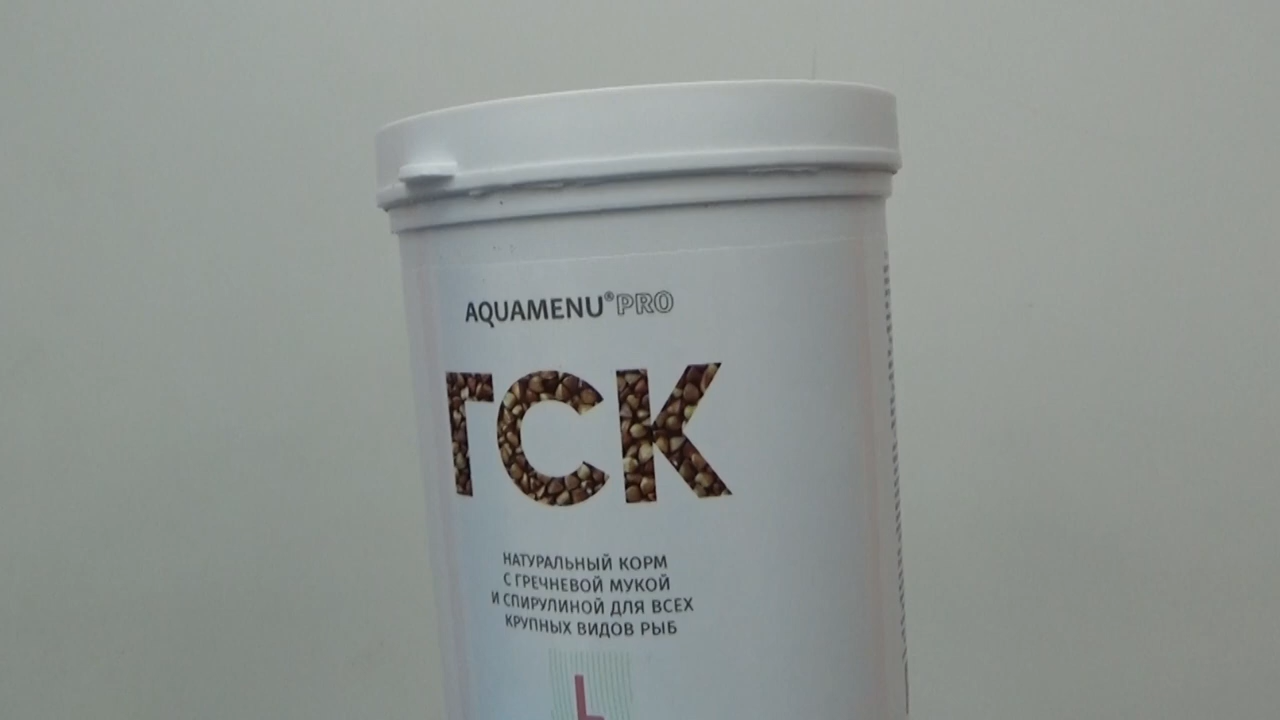 AQUAMENU® PRO
ГСК
НАТУРАЛЬНЫЙ КОРМ
С ГРЕЧНЕВОЙ МУКОЙ
И СПИРУЛИНОЙ ДЛЯ ВСЕХ
КРУПНЫХ ВИДОВ РЫБ
L